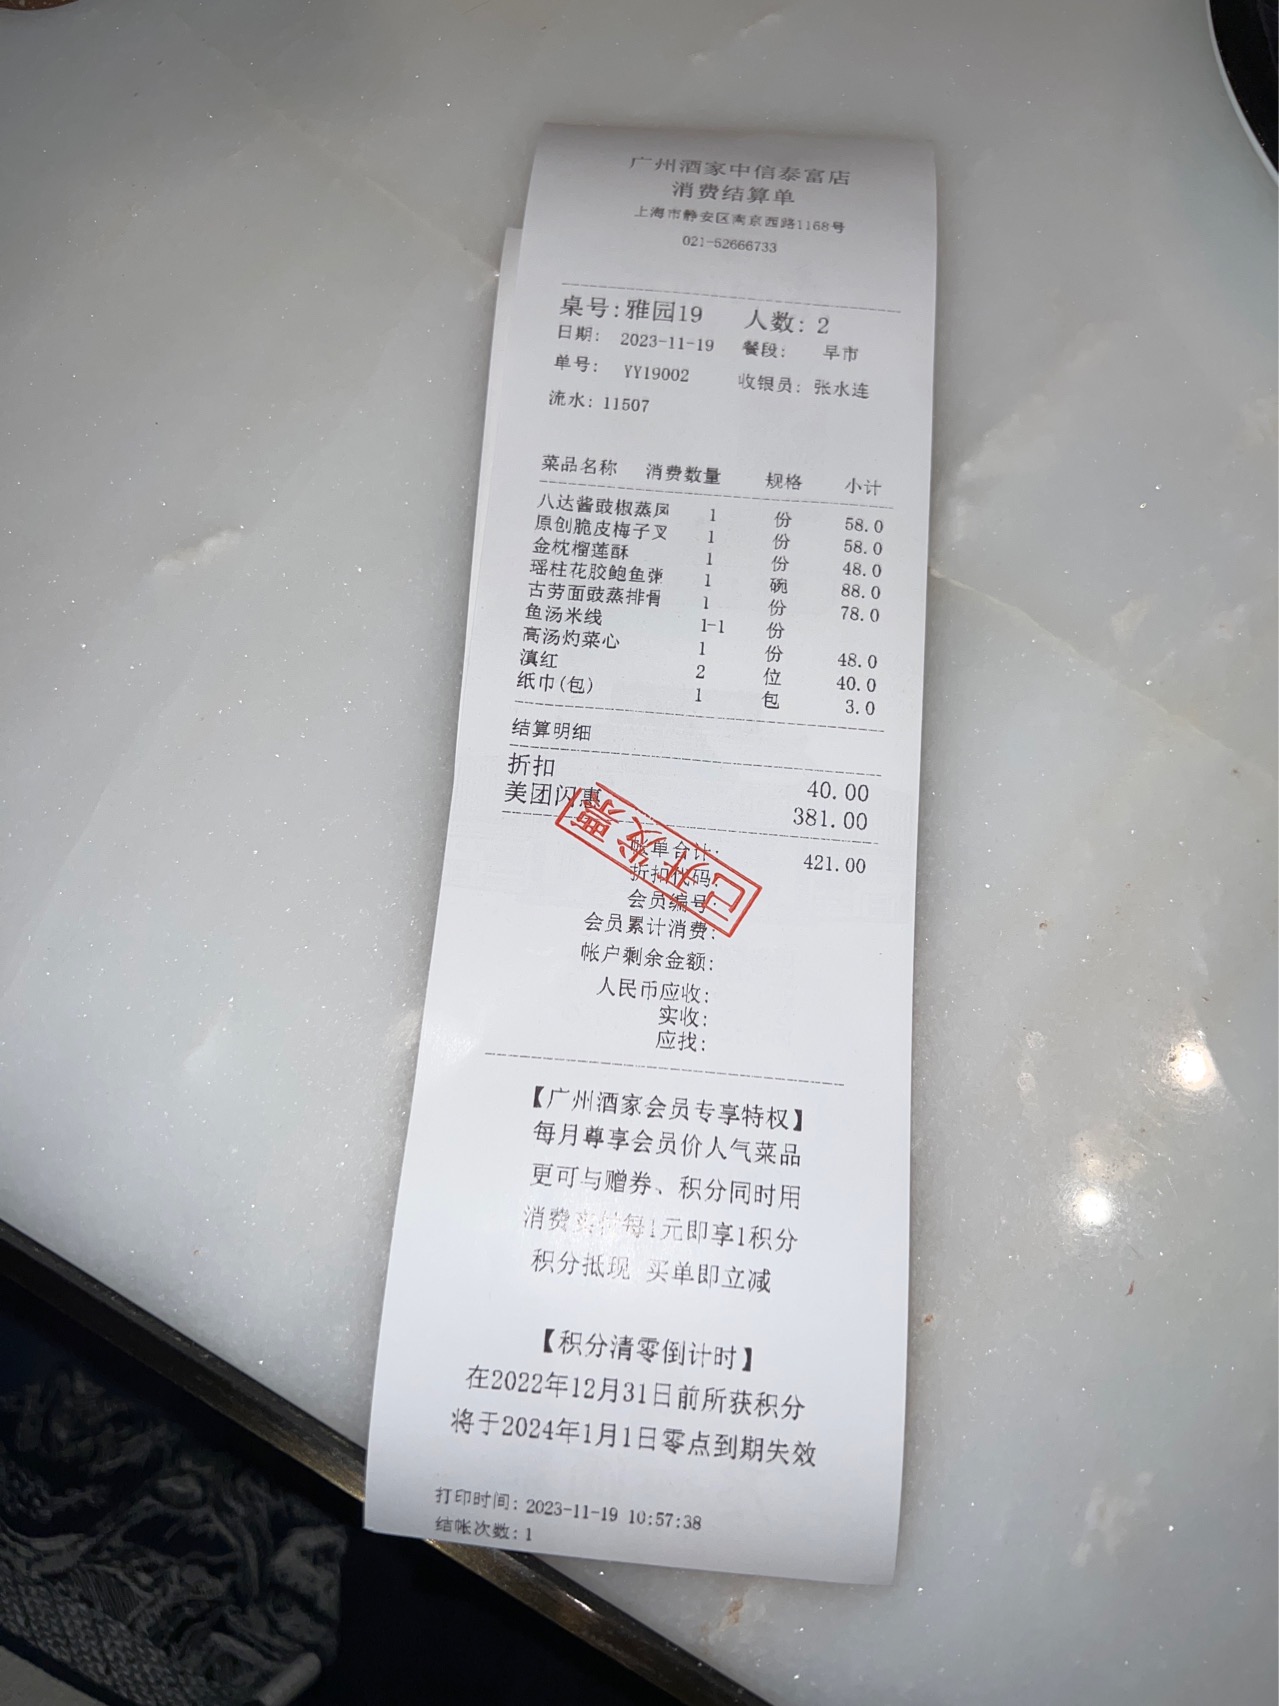 广州酒家中信泰富店
消费结算单
上海市静安区南京西路1168号
021-52666733
桌号:雅园19 人数: 2
日期: 2023-11-19 餐段: 早市
单号: YY19002 收银员: 张水连
流水: 11507
菜品名称 消费数量 规格 小计
八达酱豉椒蒸凤 1 份 58.0
原创脆皮梅子叉 1 份 58.0
金枕榴莲酥 1 份 48.0
瑶柱花胶鲍鱼弹 1 碗 88.0
古劳面豉蒸排骨 1 份 78.0
鱼汤米线 1-1 份
高汤灼菜心 1 份 48.0
滇红 2 位 40.0
纸巾(包) 1 包 3.0
结算明细
折扣 40.00
美团闪惠 381.00
已开发票
账单合计: 421.00
折扣代码:
会员编号:
会员累计消费:
帐户剩余金额:
人民币应收:
实收:
应找:
【广州酒家会员专享特权】
每月尊享会员价人气菜品
更可与赠券、积分同时用
消费实付每1元即享1积分
积分抵现 买单即立减
【积分清零倒计时】
在2022年12月31日前所获积分
将于2024年1月1日零点到期失效
打印时间: 2023-11-19 10:57:38
结帐次数: 1